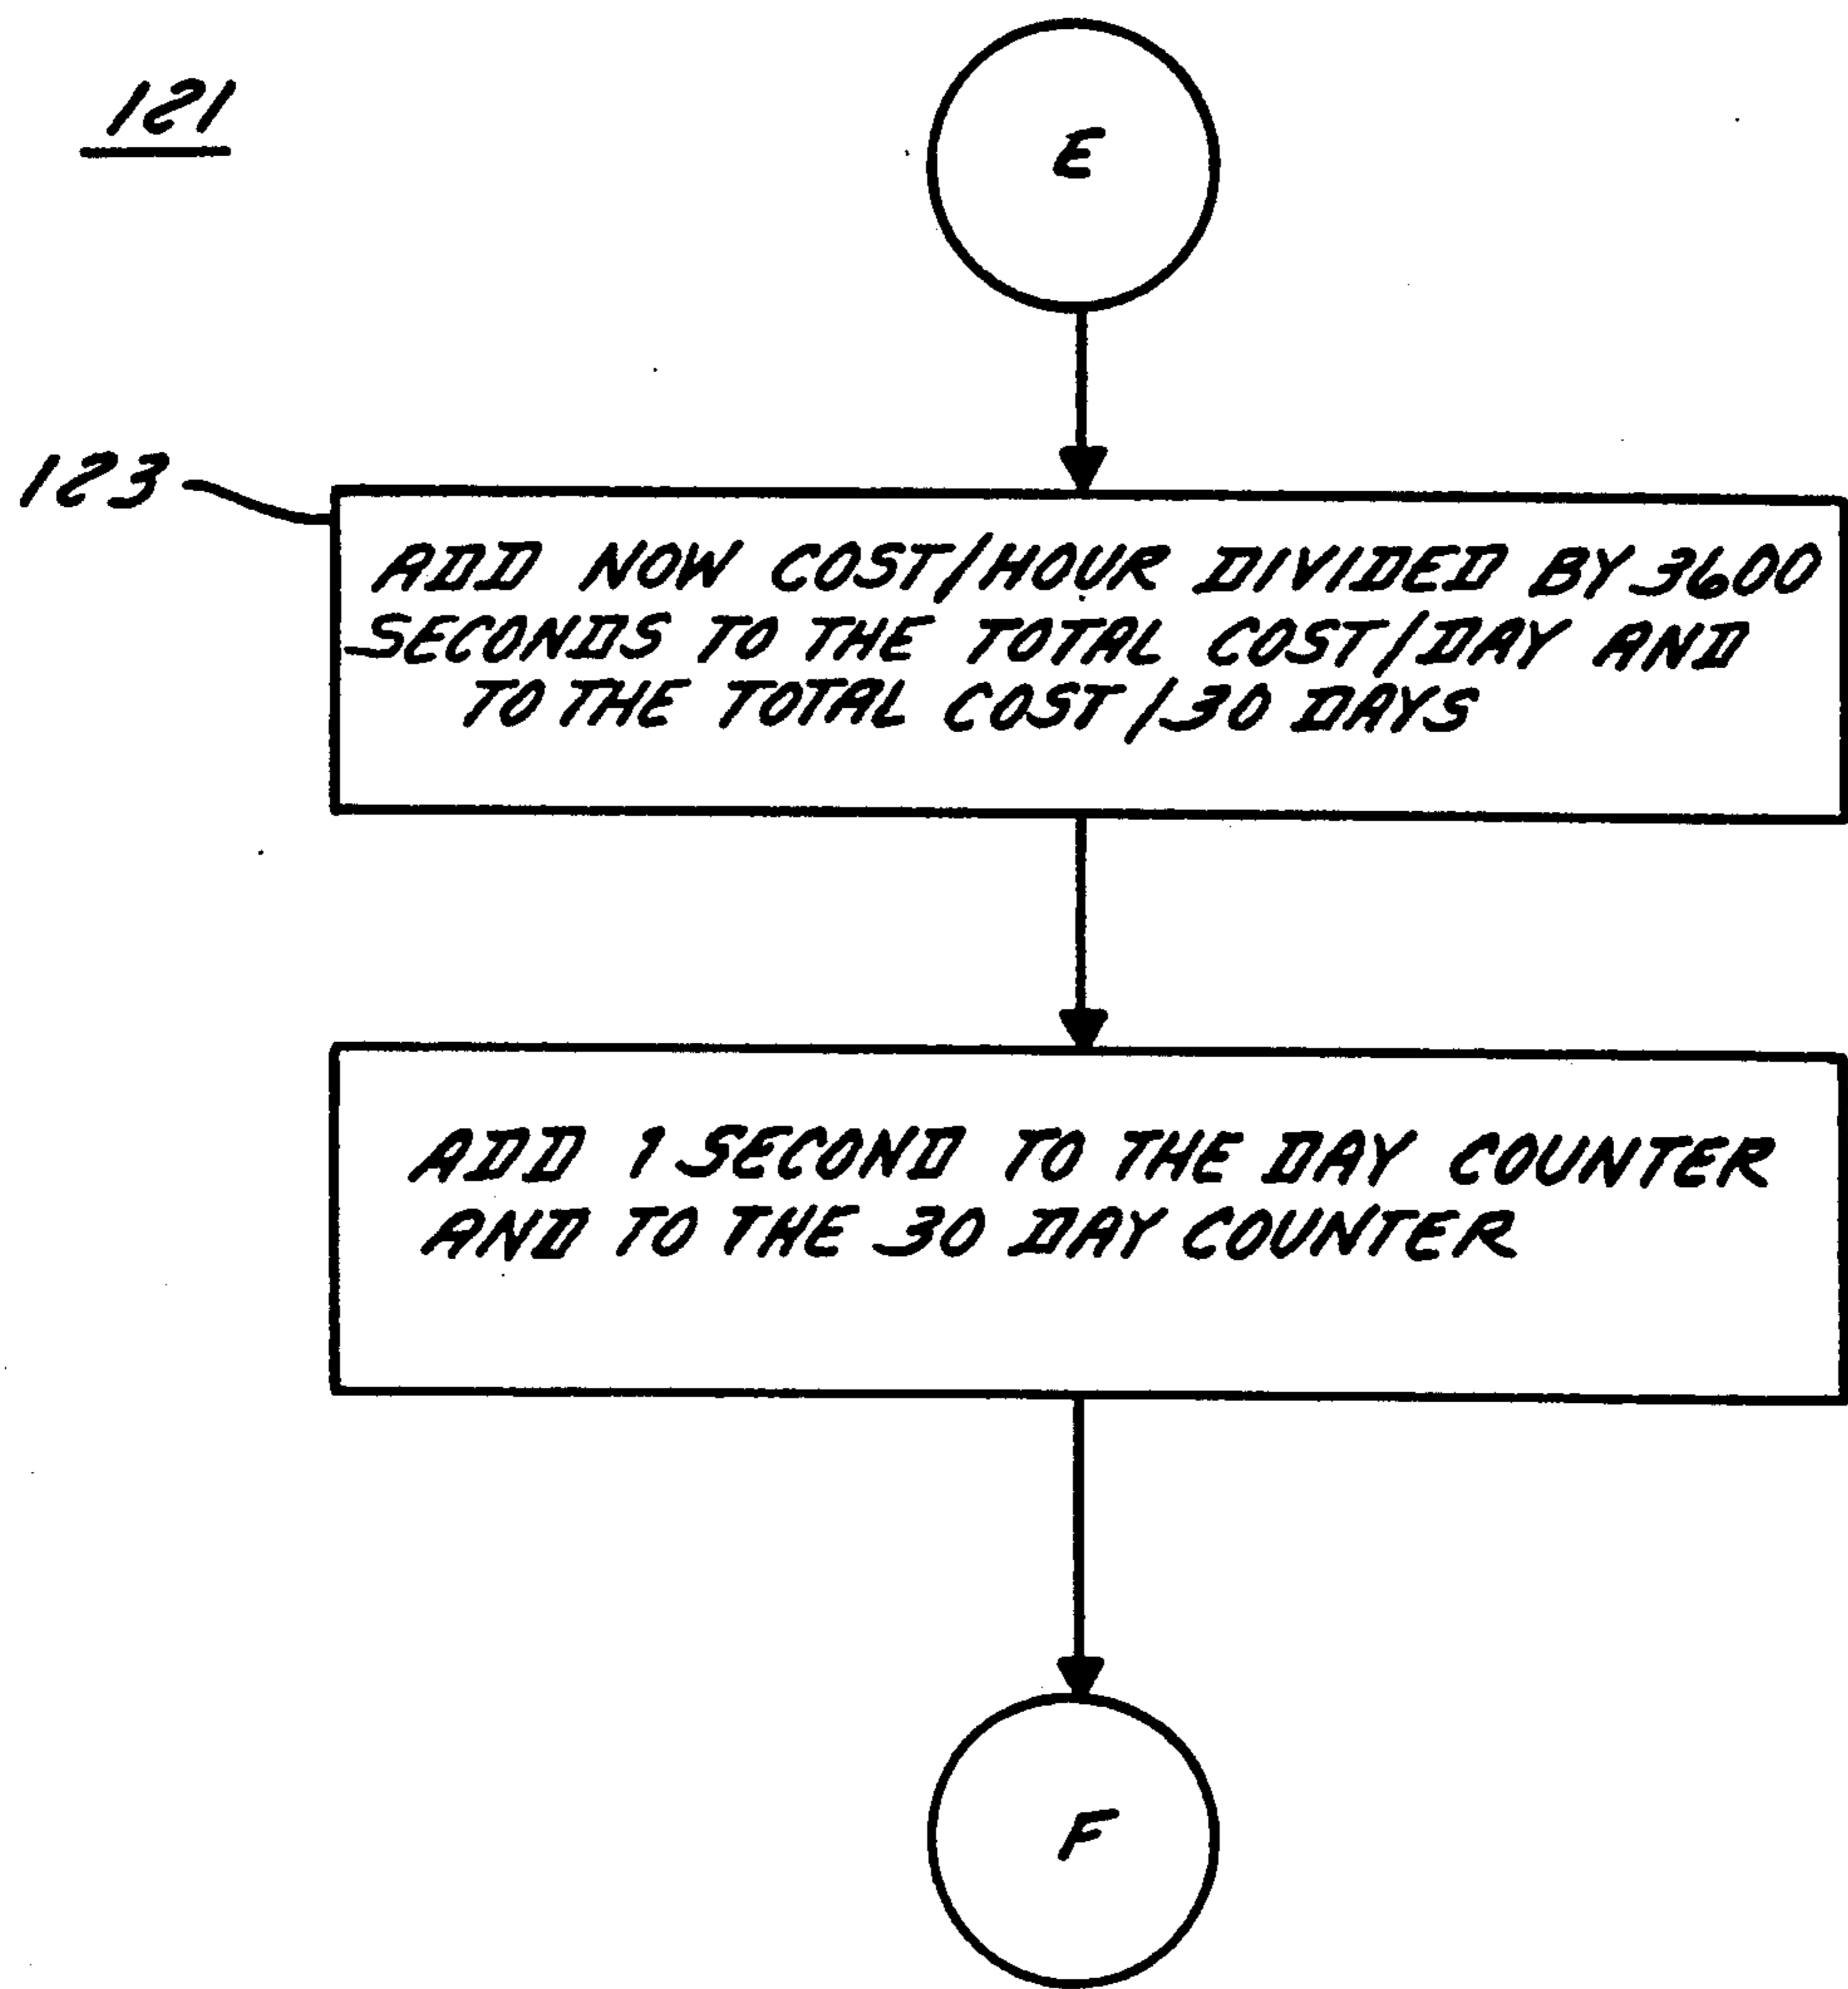 121
E
123
ADD NOW COST/HOUR DIVIDED BY 3600
SECONDS TO THE TOTAL COST/DAY AND
TO THE TOTAL COST/30 DAYS
ADD 1 SECOND TO THE DAY COUNTER
AND TO THE 30 DAY COUNTER
F